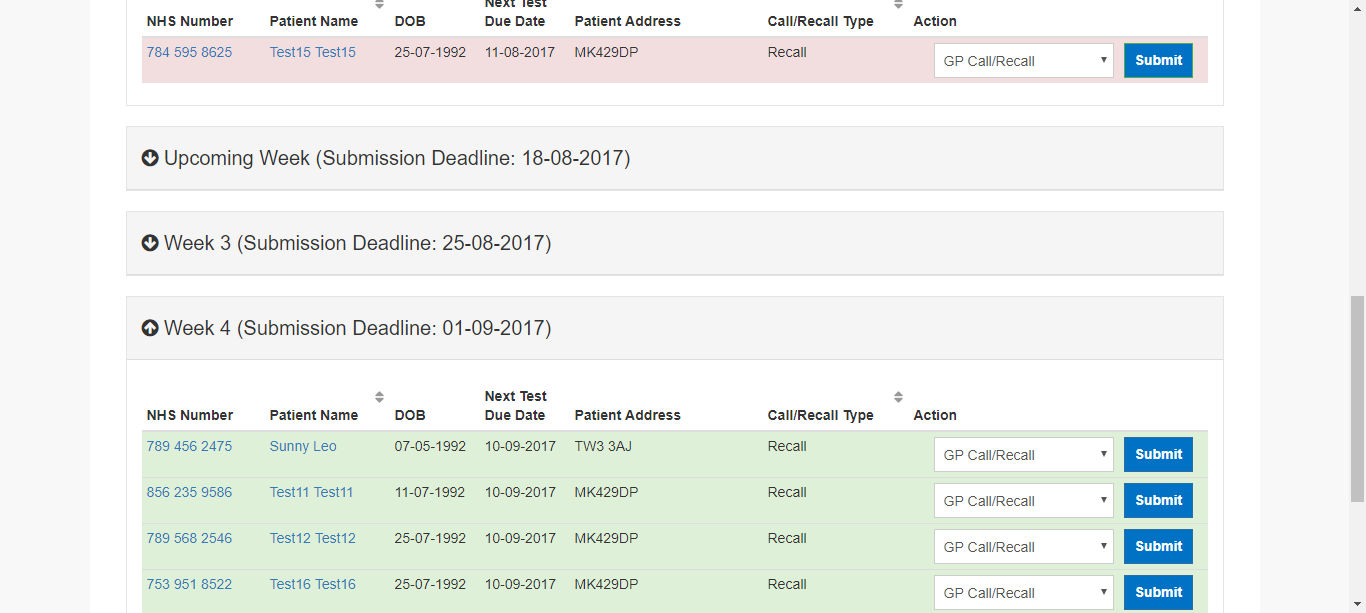 Next Test
NHS Number Patient Name DOB Due Date Patient Address Call/Recall Type Action
784 595 8625 Test15 Test15 25-07-1992 11-08-2017 MK429DP Recall GP Call/Recall Submit
Upcoming Week (Submission Deadline: 18-08-2017)
Week 3 (Submission Deadline: 25-08-2017)
Week 4 (Submission Deadline: 01-09-2017)
Next Test
NHS Number Patient Name DOB Due Date Patient Address Call/Recall Type Action
789 456 2475 Sunny Leo 07-05-1992 10-09-2017 TW3 3AJ Recall GP Call/Recall Submit
856 235 9586 Test11 Test11 11-07-1992 10-09-2017 MK429DP Recall GP Call/Recall Submit
789 568 2546 Test12 Test12 25-07-1992 10-09-2017 MK429DP Recall GP Call/Recall Submit
753 951 8522 Test16 Test16 25-07-1992 10-09-2017 MK429DP Recall GP Call/Recall Submit